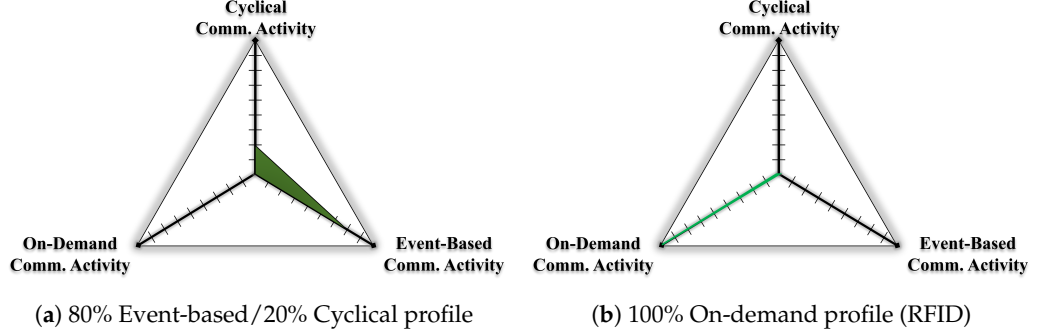 Cyclical
Comm. Activity
On-Demand
Comm. Activity
Event-Based
Comm. Activity
(a) 80% Event-based/20% Cyclical profile
Cyclical
Comm. Activity
On-Demand
Comm. Activity
Event-Based
Comm. Activity
(b) 100% On-demand profile (RFID)